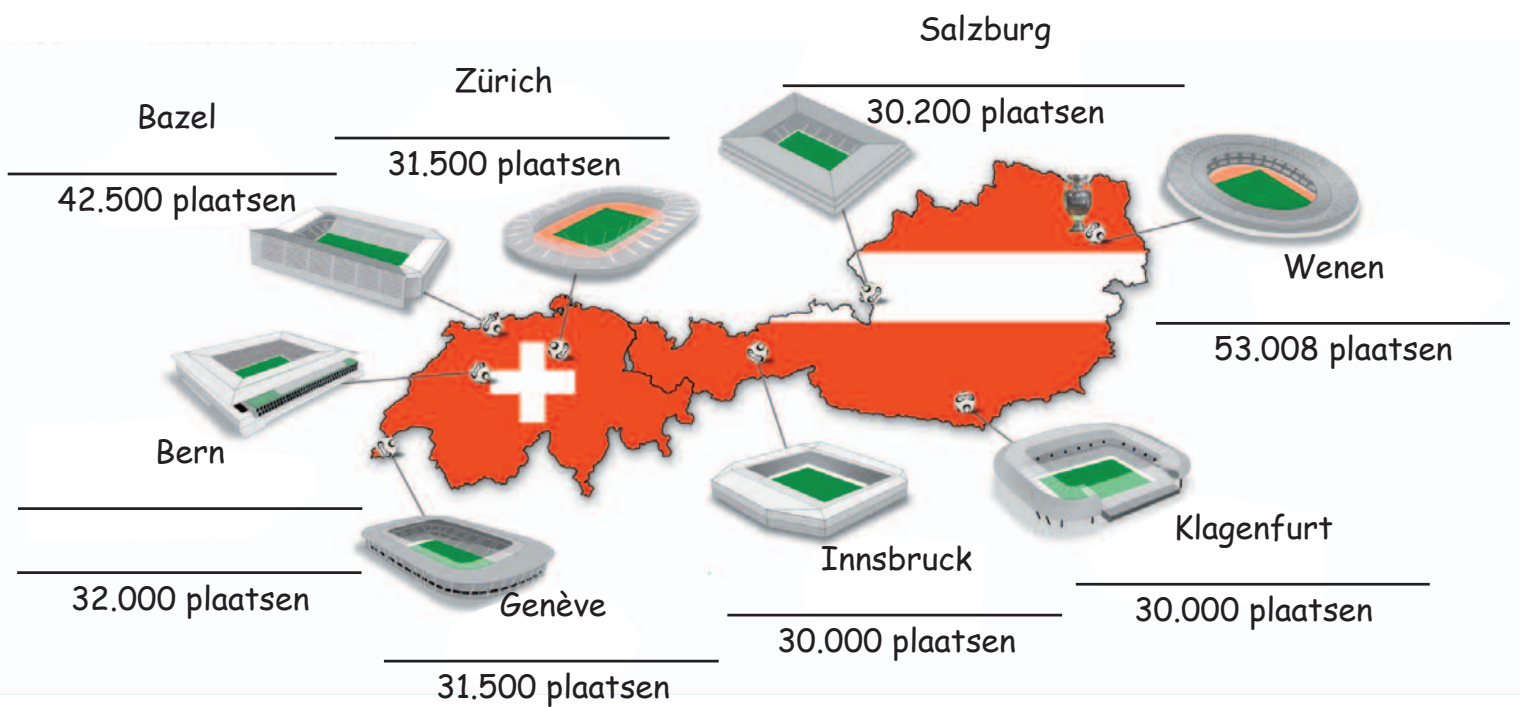 Salzburg
30.200 plaatsen
Zürich
31.500 plaatsen
Bazel
42.500 plaatsen
Wenen
53.008 plaatsen
Bern
32.000 plaatsen
Genève
31.500 plaatsen
Innsbruck
30.000 plaatsen
Klagenfurt
30.000 plaatsen